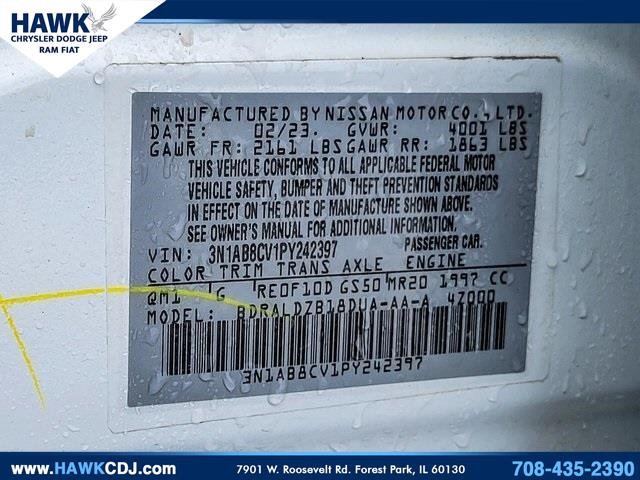 HAWK
CHRYSLER DODGE JEEP
RAM FIAT
MANUFACTURED BY NISSAN MOTOR CO., LTD.
DATE: 02/23. GVWR: 4001 LBS
GAWR FR: 2161 LBS GAWR RR: 1863 LBS
THIS VEHICLE CONFORMS TO ALL APPLICABLE FEDERAL MOTOR
VEHICLE SAFETY, BUMPER AND THEFT PREVENTION STANDARDS
IN EFFECT ON THE DATE OF MANUFACTURE SHOWN ABOVE.
SEE OWNER'S MANUAL FOR ADDITIONAL INFORMATION.
VIN: 3N1AB8CV1PY242397 PASSENGER CAR.
COLOR TRIM TRANS AXLE ENGINE
QM1 G RE0F10D GS50 MR20 1997 CC
MODEL: BDRALDZB18DUA-AA-A 4Z000
3N1AB8CV1PY242397
www.HAWKCDJ.com 7901 W. Roosevelt Rd. Forest Park, IL 60130 708-435-2390